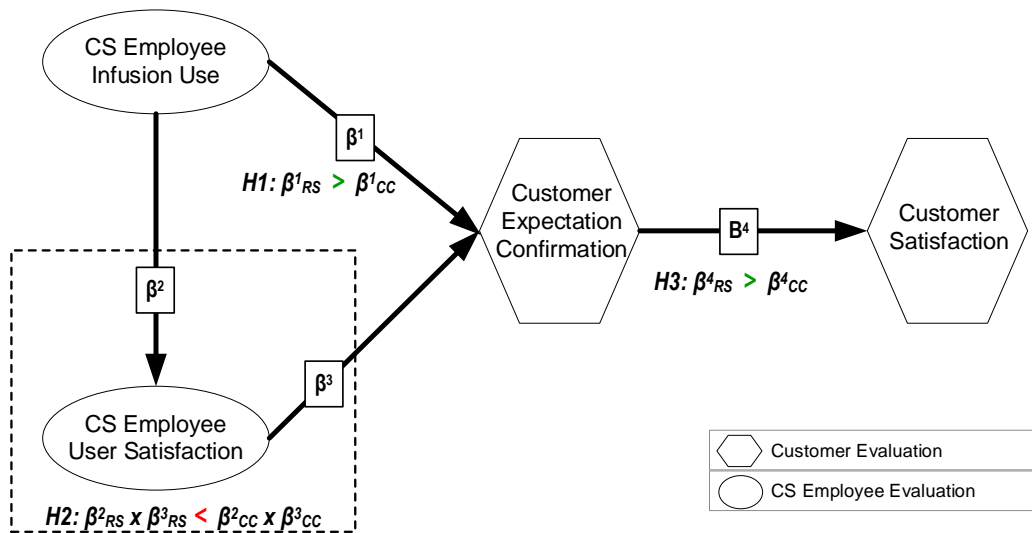 CS Employee
Infusion Use
β¹
H1: β¹RS > β¹CC
Customer
Expectation
Confirmation
B⁴
H3: β⁴RS > β⁴CC
Customer
Satisfaction
β²
β³
CS Employee
User Satisfaction
H2: β²RS x β³RS < β²CC x β³CC
Customer Evaluation
CS Employee Evaluation